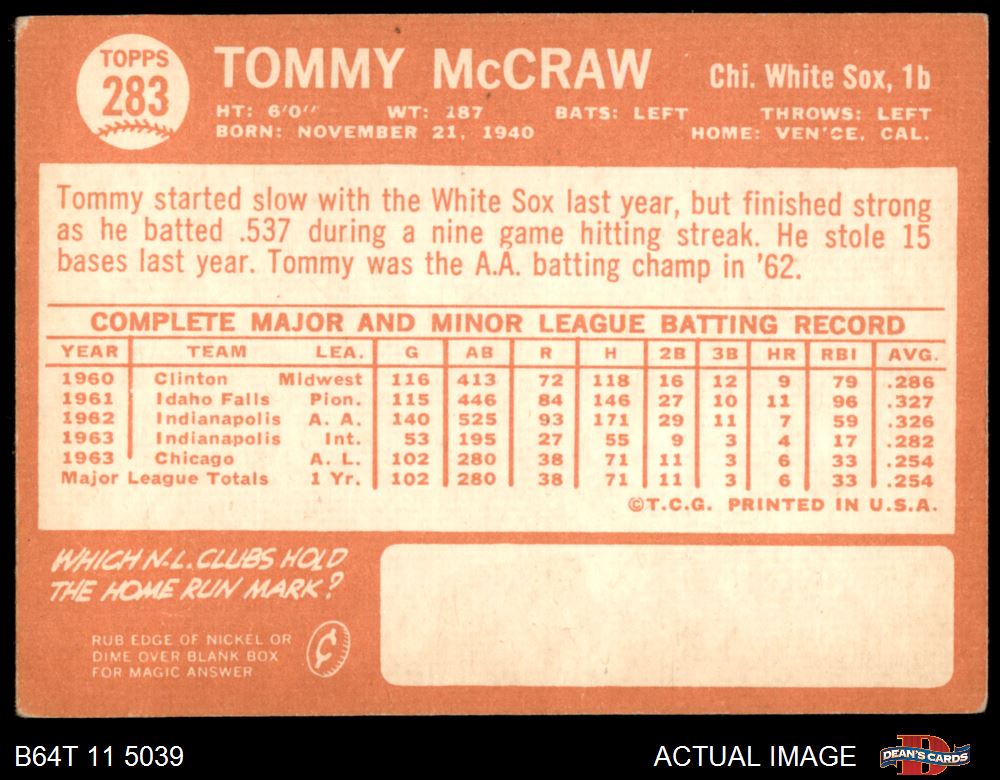 TOPPS
283
TOMMY McCRAW
Chi. White Sox, 1b
HT: 6'0" WT: 187 BATS: LEFT THROWS: LEFT
BORN: NOVEMBER 21, 1940 HOME: VEN'CE, CAL.
Tommy started slow with the White Sox last year, but finished strong
as he batted .537 during a nine game hitting streak. He stole 15
bases last year. Tommy was the A.A. batting champ in '62.
COMPLETE MAJOR AND MINOR LEAGUE BATTING RECORD
YEAR TEAM LEA. G AB R H 2B 3B HR RBI AVG.
1960 Clinton Midwest 116 413 72 118 16 12 9 79 .286
1961 Idaho Falls Pion. 115 446 84 146 27 10 11 96 .327
1962 Indianapolis A. A. 140 525 93 171 29 11 7 59 .326
1963 Indianapolis Int. 53 195 27 55 9 3 4 17 .282
1963 Chicago A. L. 102 280 38 71 11 3 6 33 .254
Major League Totals 1 Yr. 102 280 38 71 11 3 6 33 .254
©T.C.G. PRINTED IN U.S.A.
WHICH N.L. CLUBS HOLD
THE HOME RUN MARK?
RUB EDGE OF NICKEL OR
DIME OVER BLANK BOX
FOR MAGIC ANSWER
¢
B64T 11 5039
ACTUAL IMAGE
D
DEAN'S CARDS